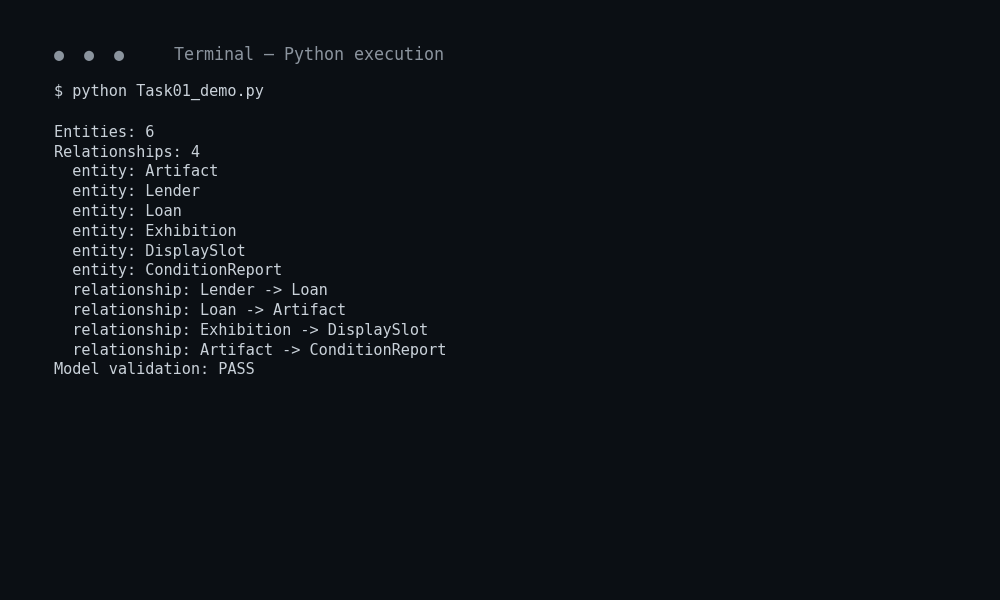 Terminal — Python execution
$ python Task01_demo.py
Entities: 6
Relationships: 4
  entity: Artifact
  entity: Lender
  entity: Loan
  entity: Exhibition
  entity: DisplaySlot
  entity: ConditionReport
  relationship: Lender -> Loan
  relationship: Loan -> Artifact
  relationship: Exhibition -> DisplaySlot
  relationship: Artifact -> ConditionReport
Model validation: PASS